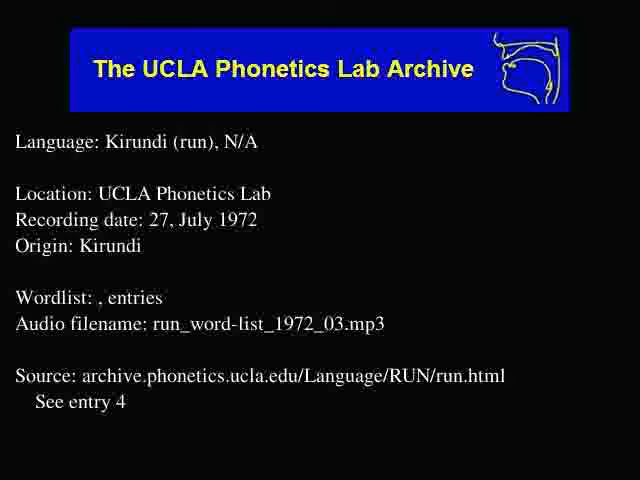 The UCLA Phonetics Lab Archive
Language: Kirundi (run), N/A
Location: UCLA Phonetics Lab
Recording date: 27, July 1972
Origin: Kirundi
Wordlist: , entries
Audio filename: run_word-list_1972_03.mp3
Source: archive.phonetics.ucla.edu/Language/RUN/run.html
See entry 4